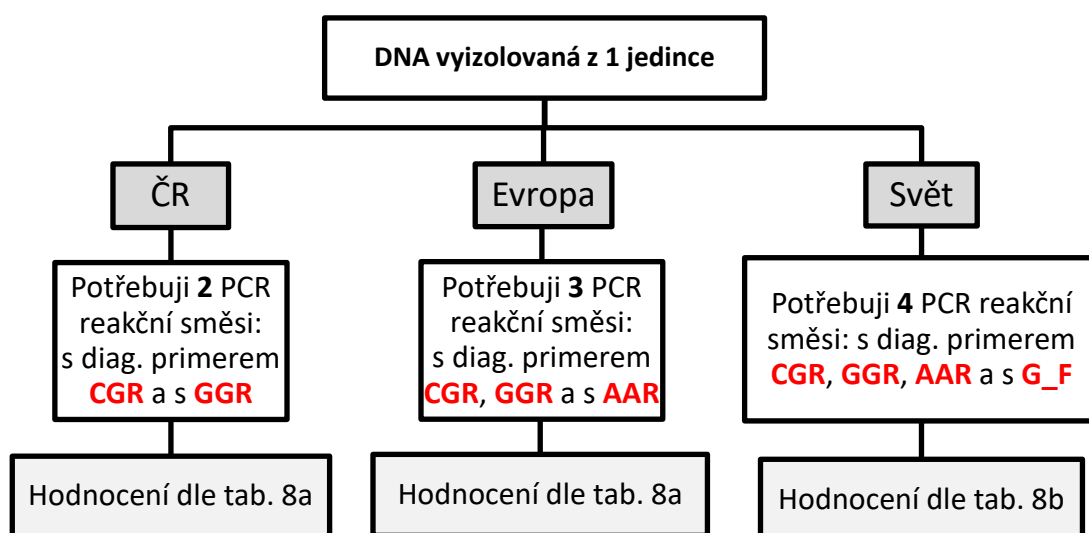 DNA vyizolovaná z 1 jedince
ČR
Evropa
Svět
Potřebuji 2 PCR
reakční směsi:
s diag. primerem
CGR a s GGR
Potřebuji 3 PCR
reakční směsi:
s diag. primerem
CGR, GGR a s AAR
Potřebuji 4 PCR reakční
směsi: s diag. primerem
CGR, GGR, AAR a s G_F
Hodnocení dle tab. 8a
Hodnocení dle tab. 8a
Hodnocení dle tab. 8b